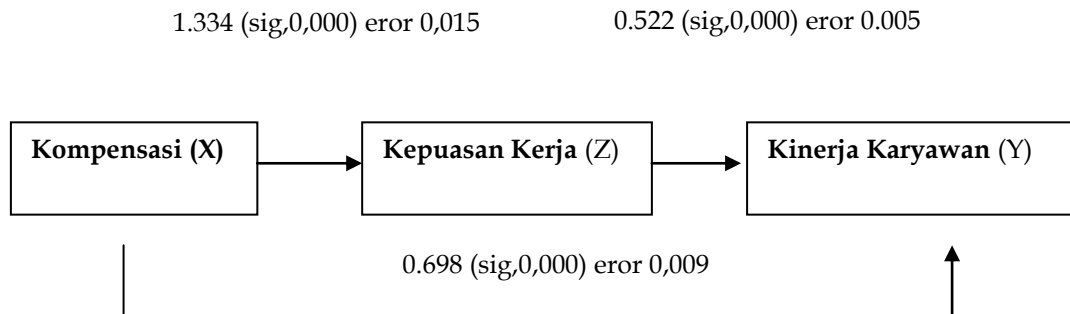 1.334 (sig,0,000) eror 0,015
0.522 (sig,0,000) eror 0.005
Kompensasi (X)
Kepuasan Kerja (Z)
Kinerja Karyawan (Y)
0.698 (sig,0,000) eror 0,009